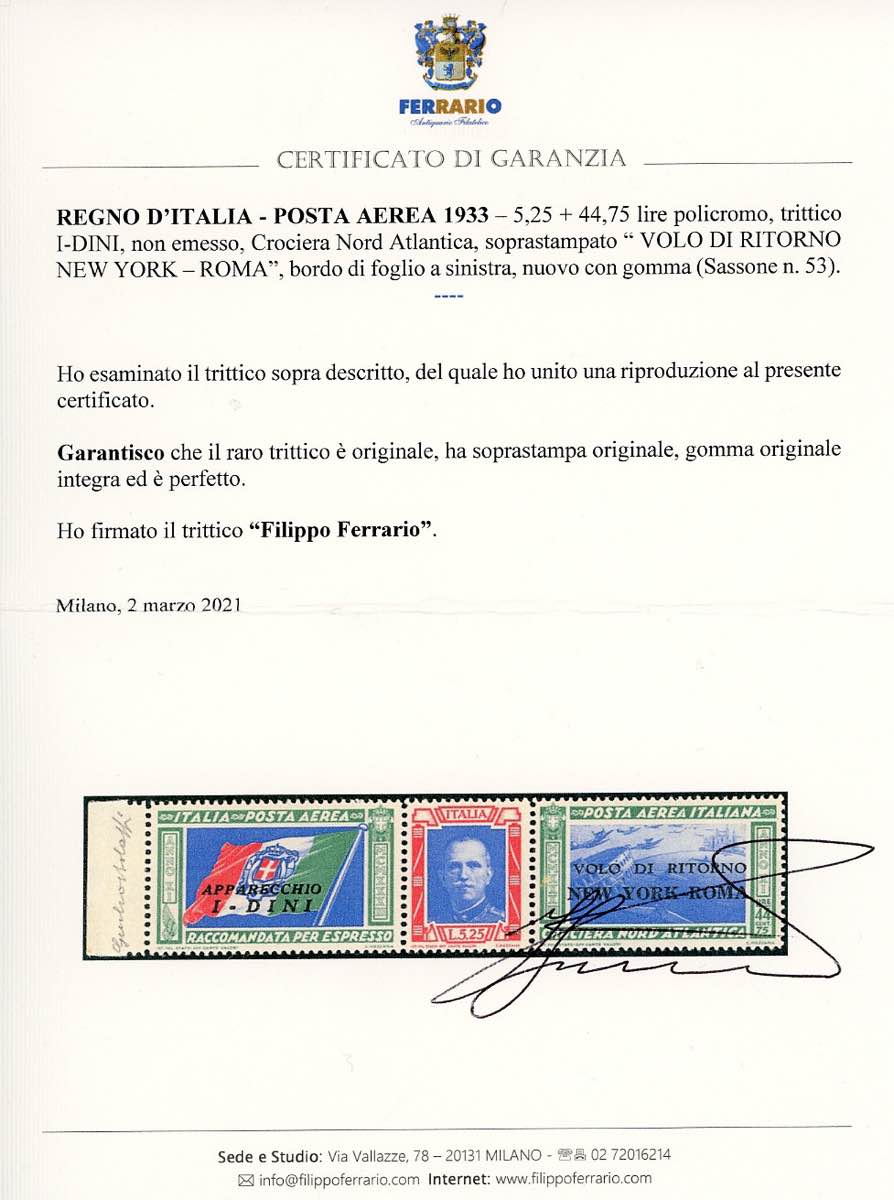 FERRARIO
Antiquario Filatelico
CERTIFICATO DI GARANZIA
REGNO D'ITALIA - POSTA AEREA 1933 – 5,25 + 44,75 lire policromo, trittico
I-DINI, non emesso, Crociera Nord Atlantica, soprastampato “ VOLO DI RITORNO
NEW YORK – ROMA”, bordo di foglio a sinistra, nuovo con gomma (Sassone n. 53).
----
Ho esaminato il trittico sopra descritto, del quale ho unito una riproduzione al presente
certificato.
Garantisco che il raro trittico è originale, ha soprastampa originale, gomma originale
integra ed è perfetto.
Ho firmato il trittico “Filippo Ferrario”.
Milano, 2 marzo 2021
ITALIA POSTA AEREA
APPARECCHIO
I - DINI
RACCOMANDATA PER ESPRESSO
ITALIA
L.5,25
POSTA AEREA ITALIANA
VOLO DI RITORNO
NEW YORK-ROMA
LIRE
44
CENT
75
CROCIERA NORD ATLANTICA
Sede e Studio: Via Vallazze, 78 – 20131 MILANO - ☏ 02 72016214
✉ info@filippoferrario.com Internet: www.filippoferrario.com